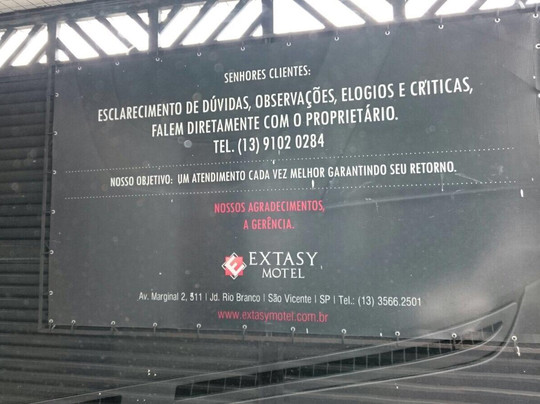 SENHORES CLIENTES:
ESCLARECIMENTO DE DÚVIDAS, OBSERVAÇÕES, ELOGIOS E CRÍTICAS,
FALEM DIRETAMENTE COM O PROPRIETÁRIO.
TEL. (13) 9102 0284
NOSSO OBJETIVO: UM ATENDIMENTO CADA VEZ MELHOR GARANTINDO SEU RETORNO.
NOSSOS AGRADECIMENTOS,
A GERÊNCIA.
E EXTASY
MOTEL
Av. Marginal 2, 511 | Jd. Rio Branco | São Vicente | SP | Tel.: (13) 3566.2501
www.extasymotel.com.br